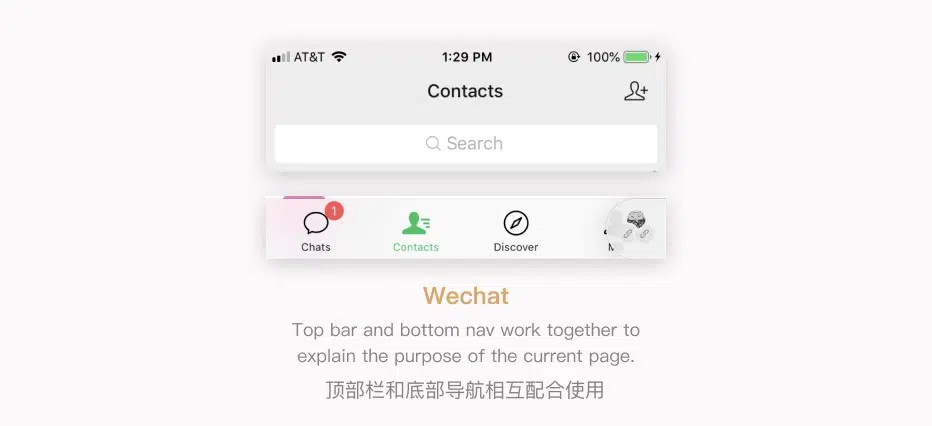 AT&T 1:29 PM 100%
Contacts
Search
1
Chats Contacts Discover
Wechat
Top bar and bottom nav work together to
explain the purpose of the current page.
顶部栏和底部导航相互配合使用